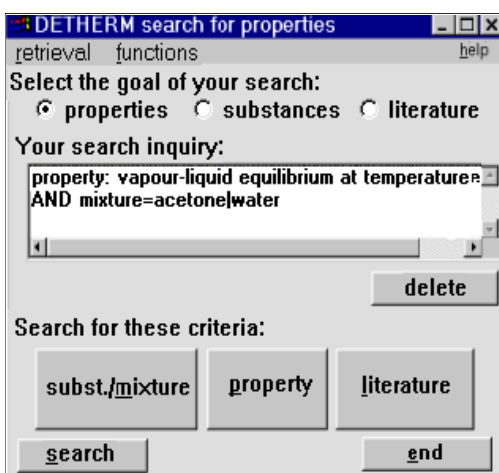 DETHERM search for properties
retrieval functions help
Select the goal of your search:
properties substances literature
Your search inquiry:
property: vapour-liquid equilibrium at temperature
AND mixture=acetone|water
delete
Search for these criteria:
subst./mixture property literature
search end